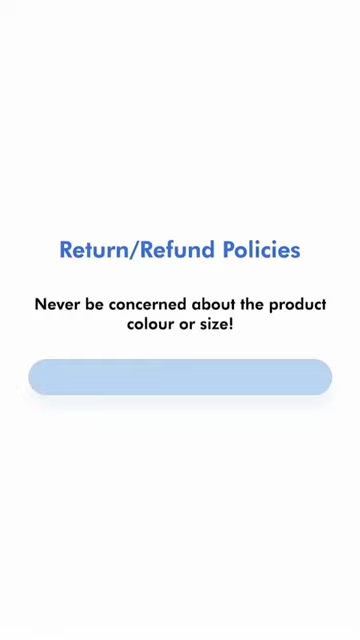 Return/Refund Policies
Never be concerned about the product
colour or size!